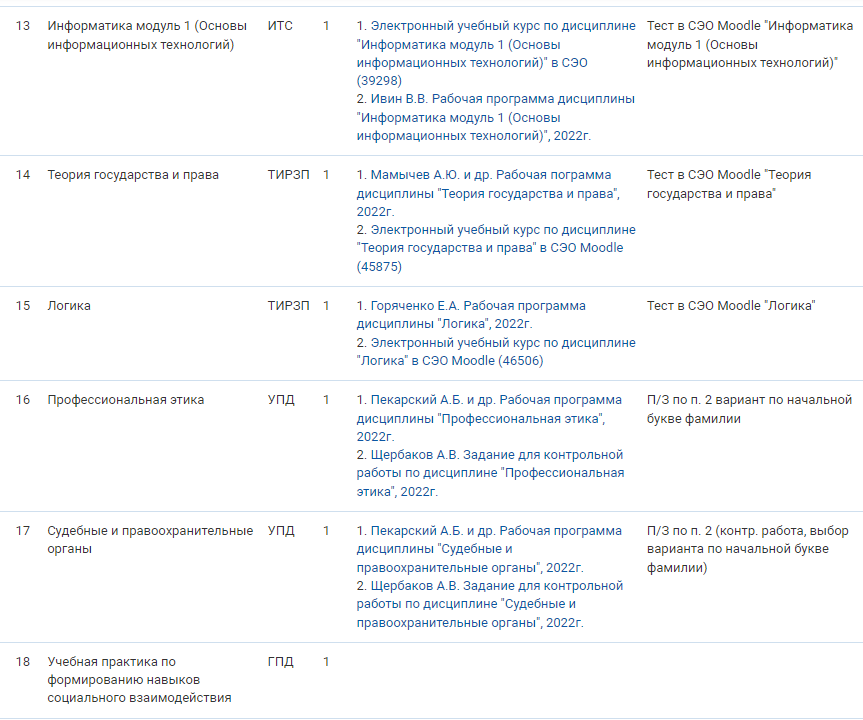 13 Информатика модуль 1 (Основы информационных технологий) ИТС 1 1. Электронный учебный курс по дисциплине "Информатика модуль 1 (Основы информационных технологий)" в СЭО (39298)
2. Ивин В.В. Рабочая программа дисциплины "Информатика модуль 1 (Основы информационных технологий)", 2022г. Тест в СЭО Moodle "Информатика модуль 1 (Основы информационных технологий)"
14 Теория государства и права ТИРЗП 1 1. Мамычев А.Ю. и др. Рабочая пограмма дисциплины "Теория государства и права", 2022г.
2. Электронный учебный курс по дисциплине "Теория государства и права" в СЭО Moodle (45875) Тест в СЭО Moodle "Теория государства и права"
15 Логика ТИРЗП 1 1. Горяченко Е.А. Рабочая программа дисциплины "Логика", 2022г.
2. Электронный учебный курс по дисциплине "Логика" в СЭО Moodle (46506) Тест в СЭО Moodle "Логика"
16 Профессиональная этика УПД 1 1. Пекарский А.Б. и др. Рабочая программа дисциплины "Профессиональная этика", 2022г.
2. Щербаков А.В. Задание для контрольной работы по дисциплине "Профессиональная этика", 2022г. П/З по п. 2 вариант по начальной букве фамилии
17 Судебные и правоохранительные органы УПД 1 1. Пекарский А.Б. и др. Рабочая программа дисциплины "Судебные и правоохранительные органы", 2022г.
2. Щербаков А.В. Задание для контрольной работы по дисциплине "Судебные и правоохранительные органы", 2022г. П/З по п. 2 (контр. работа, выбор варианта по начальной букве фамилии)
18 Учебная практика по формированию навыков социального взаимодействия ГПД 1